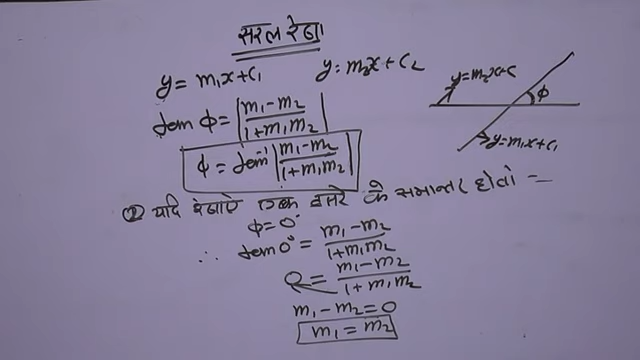 सरल रेखा
y = m₁x+c₁ y = m₂x+c₂
tan ϕ = |m₁-m₂/1+m₁m₂|
ϕ = tan⁻¹|m₁-m₂/1+m₁m₂|
y=m₂x+c
ϕ
y=m₁x+c₁
② यदि रेखाएं एक दूसरे के समान्तर हो तो :-
ϕ=0°
∴ tan0° = m₁-m₂/1+m₁m₂
0 = m₁-m₂/1+m₁m₂
m₁-m₂=0
m₁ = m₂